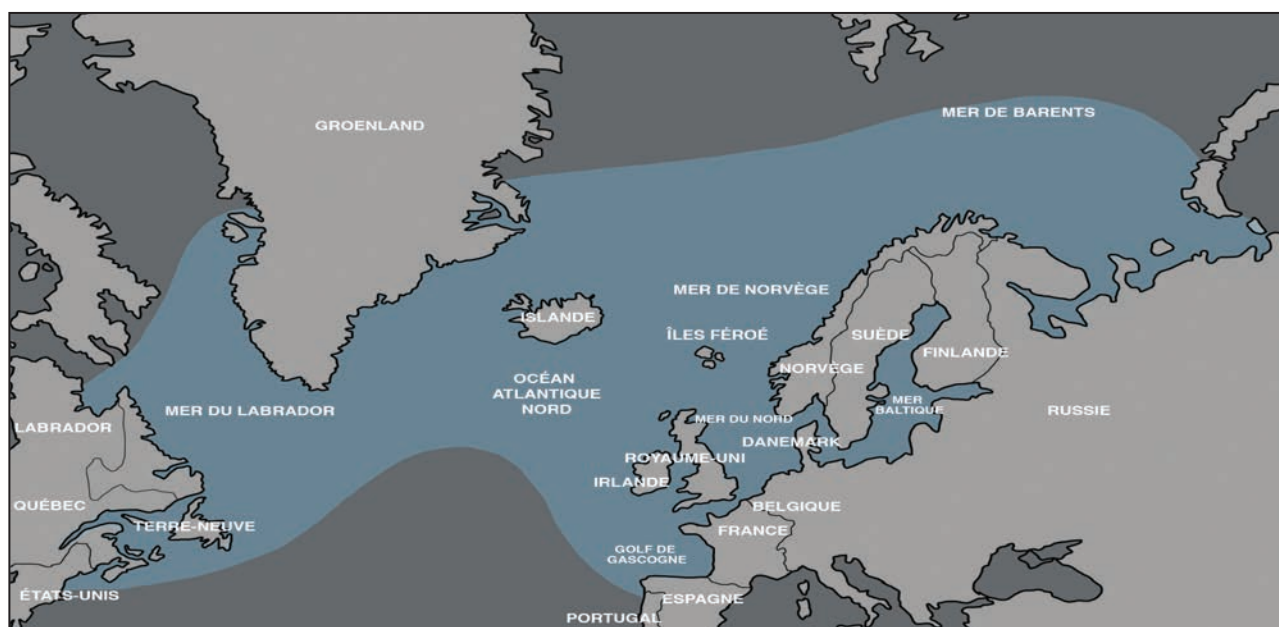 MER DE BARENTS
GROENLAND
MER DE NORVÈGE
ISLANDE
ÎLES FÉROÉ
SUÈDE
FINLANDE
NORVÈGE
OCÉAN
ATLANTIQUE
NORD
MER
BALTIQUE
MER DU LABRADOR
RUSSIE
MER DU NORD
LABRADOR
DANEMARK
ROYAUME-UNI
IRLANDE
QUÉBEC
BELGIQUE
TERRE-NEUVE
FRANCE
GOLF DE
GASCOGNE
ÉTATS-UNIS
ESPAGNE
PORTUGAL